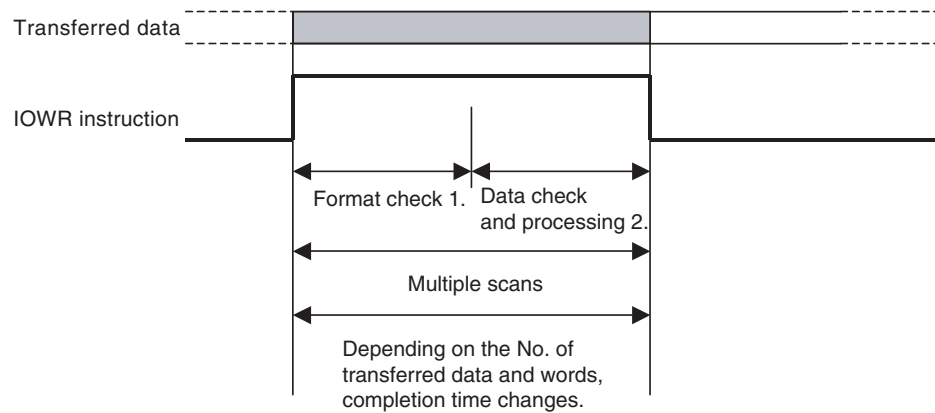 Transferred data
IOWR instruction
Format check 1.
Data check
and processing 2.
Multiple scans
Depending on the No. of
transferred data and words,
completion time changes.